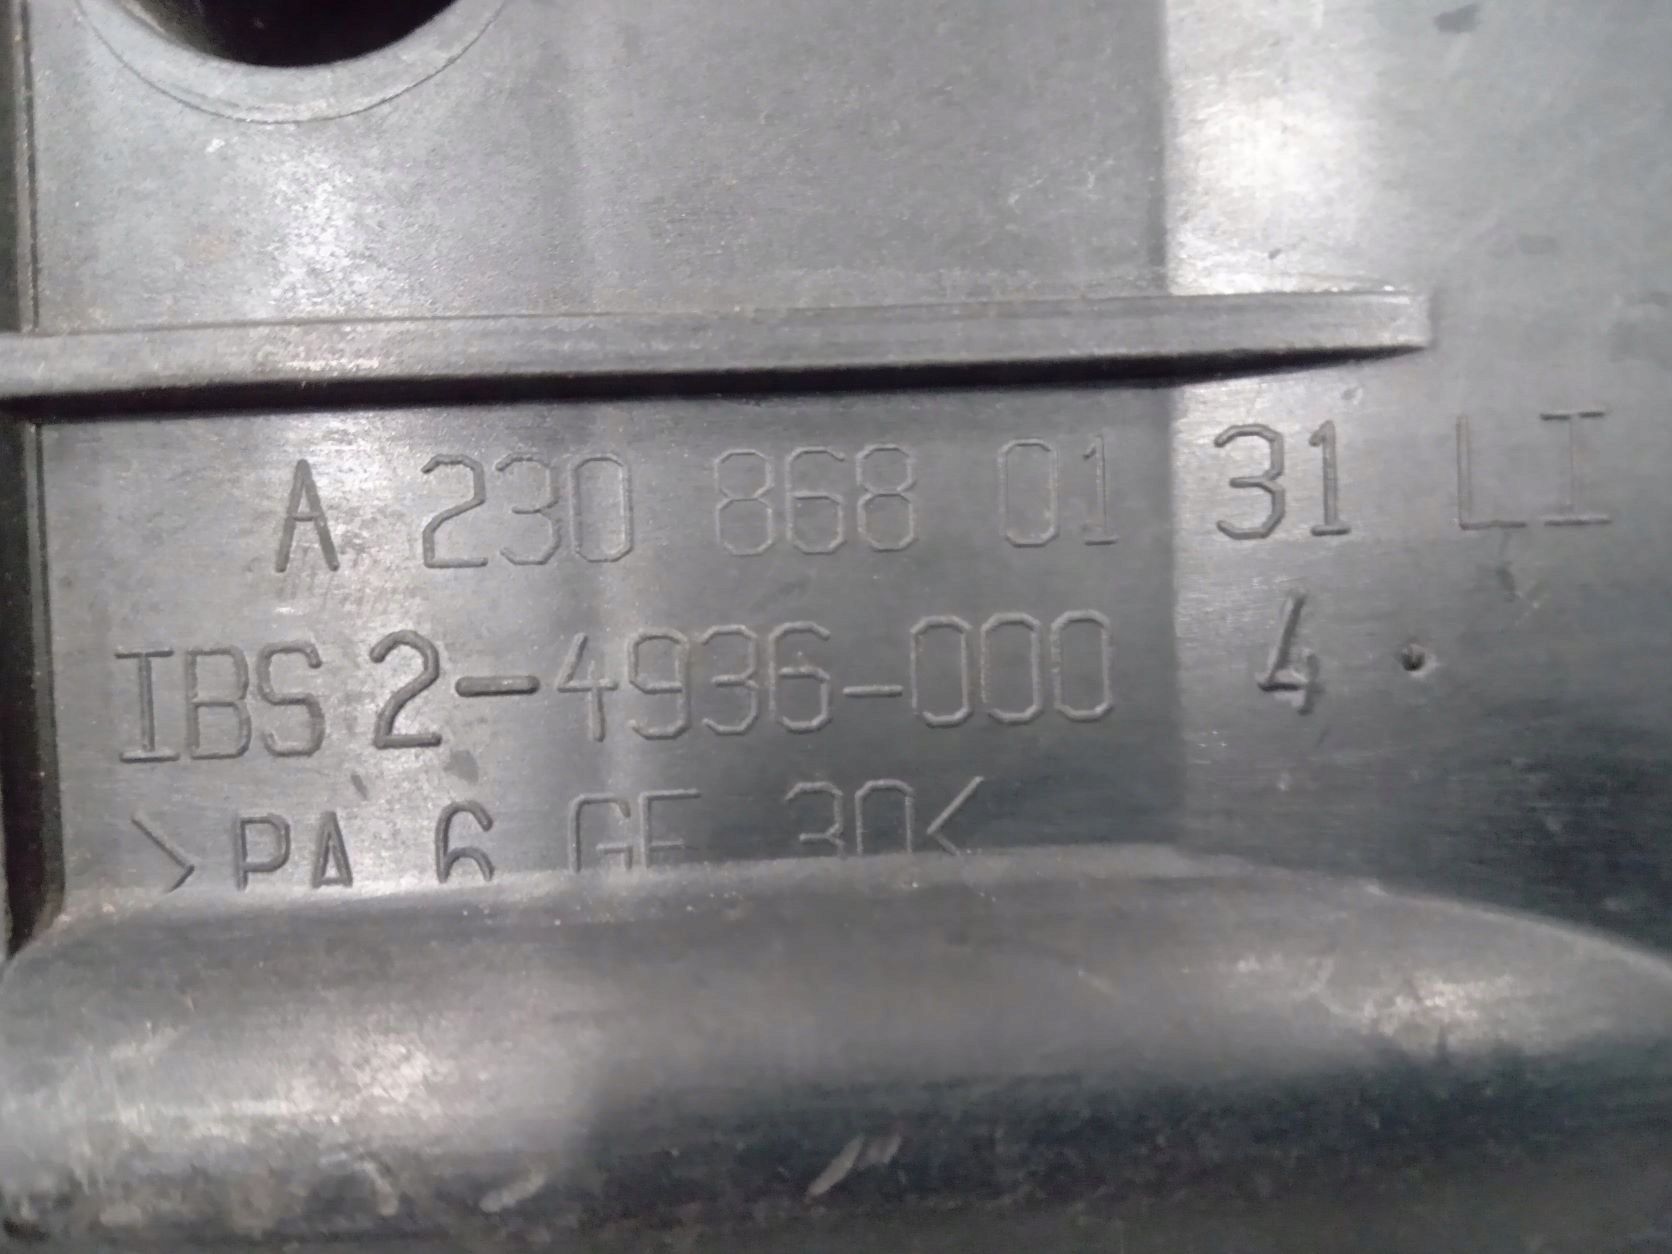 A 230 868 01 31 LI
IBS 2-4936-000 4 .
>PA 6 GF 30<